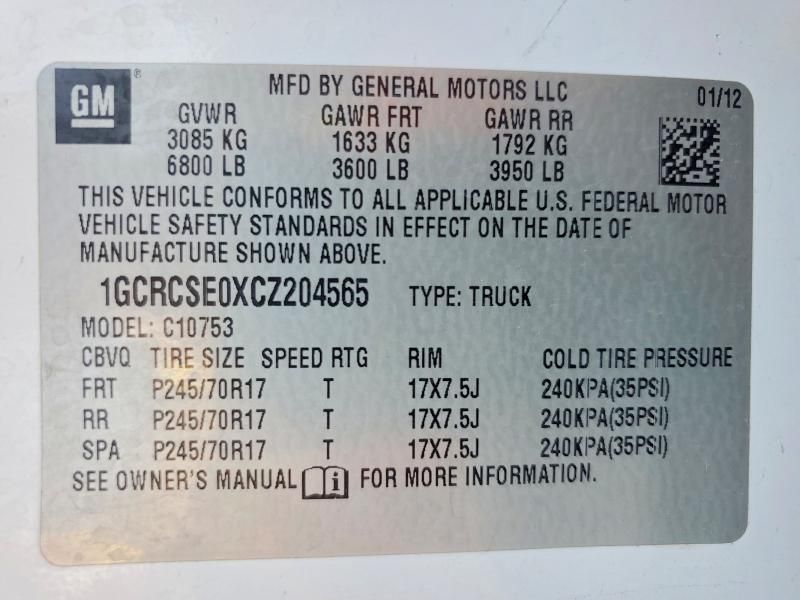 GM®
MFD BY GENERAL MOTORS LLC 01/12
GVWR GAWR FRT GAWR RR
3085 KG 1633 KG 1792 KG
6800 LB 3600 LB 3950 LB
THIS VEHICLE CONFORMS TO ALL APPLICABLE U.S. FEDERAL MOTOR
VEHICLE SAFETY STANDARDS IN EFFECT ON THE DATE OF
MANUFACTURE SHOWN ABOVE.
1GCRCSE0XCZ204565 TYPE: TRUCK
MODEL: C10753
CBVQ TIRE SIZE SPEED RTG RIM COLD TIRE PRESSURE
FRT P245/70R17 T 17X7.5J 240KPA(35PSI)
RR P245/70R17 T 17X7.5J 240KPA(35PSI)
SPA P245/70R17 T 17X7.5J 240KPA(35PSI)
SEE OWNER'S MANUAL i FOR MORE INFORMATION.